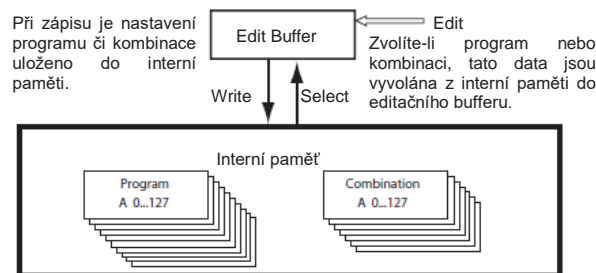 Při zápisu je nastavení
programu či kombinace
uloženo do interní
paměti.
Edit Buffer
Edit
Zvolíte-li program nebo
kombinaci, tato data jsou
vyvolána z interní paměti do
editačního bufferu.
Write
Select
Interní paměť
Program
A 0...127
Combination
A 0...127